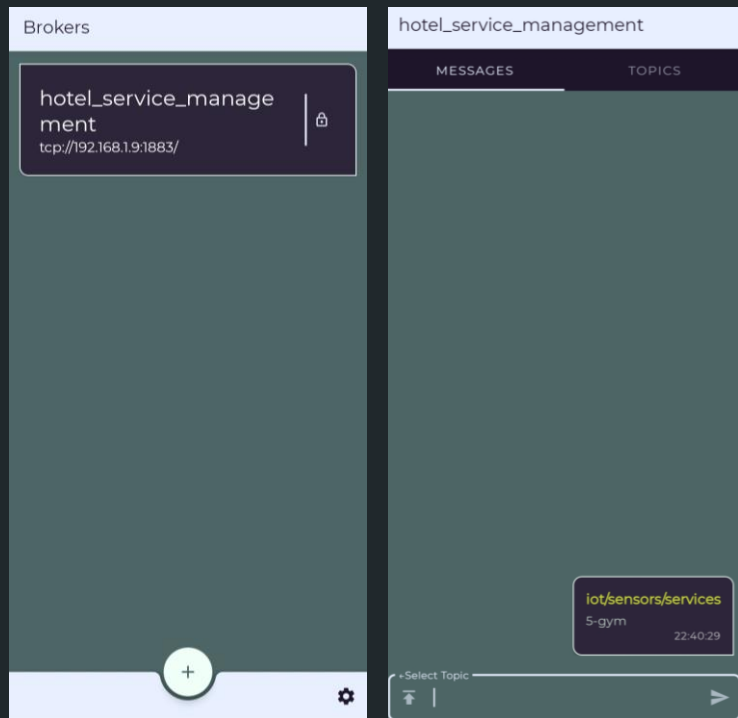 Brokers
hotel_service_manage
ment
tcp://192.168.1.9:1883/
hotel_service_management
MESSAGES
TOPICS
iot/sensors/services
5-gym
22:40:29
+Select Topic